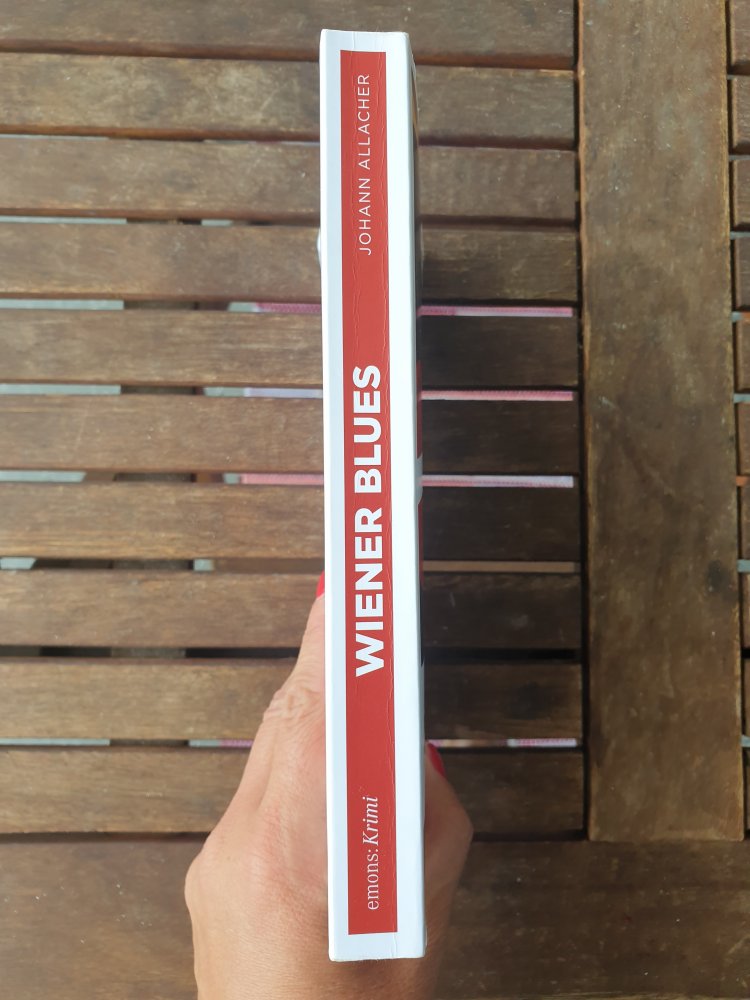 JOHANN ALLACHER
WIENER BLUES
emons: Krimi